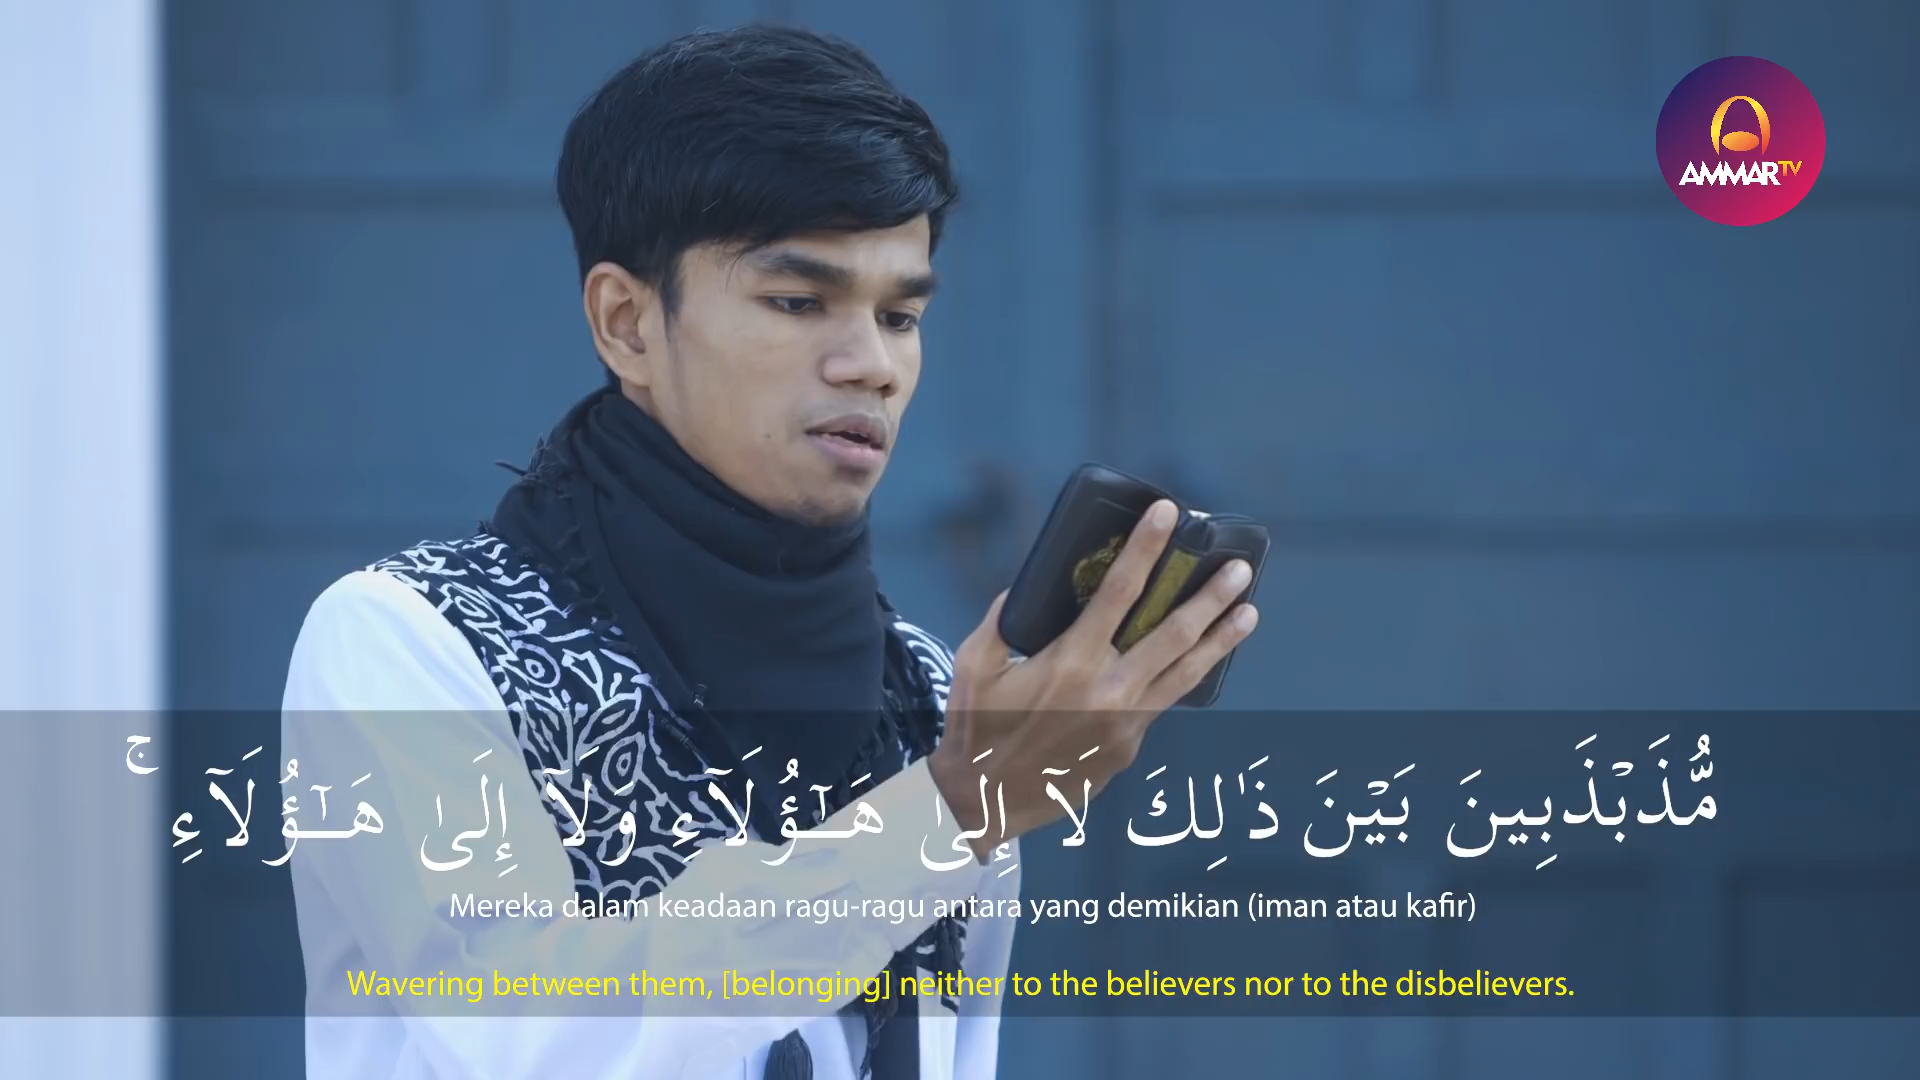 AMMARTV
مُّذَبْذَبِينَ بَيْنَ ذَٰلِكَ لَآ إِلَىٰ هَـٰٓؤُلَآءِ وَلَآ إِلَىٰ هَـٰٓؤُلَآءِ ۚ
Mereka dalam keadaan ragu-ragu antara yang demikian (iman atau kafir)
Wavering between them, [belonging] neither to the believers nor to the disbelievers.